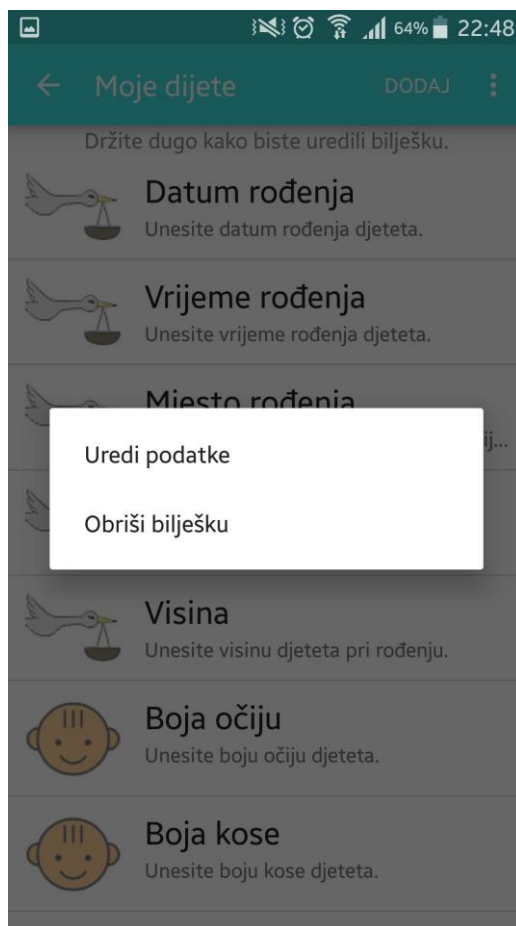 64% 22:48
Moje dijete DODAJ
Držite dugo kako biste uredili bilješku.
Datum rođenja
Unesite datum rođenja djeteta.
Vrijeme rođenja
Unesite vrijeme rođenja djeteta.
Mjesto rođenja
ij...
Uredi podatke
Obriši bilješku
Visina
Unesite visinu djeteta pri rođenju.
Boja očiju
Unesite boju očiju djeteta.
Boja kose
Unesite boju kose djeteta.